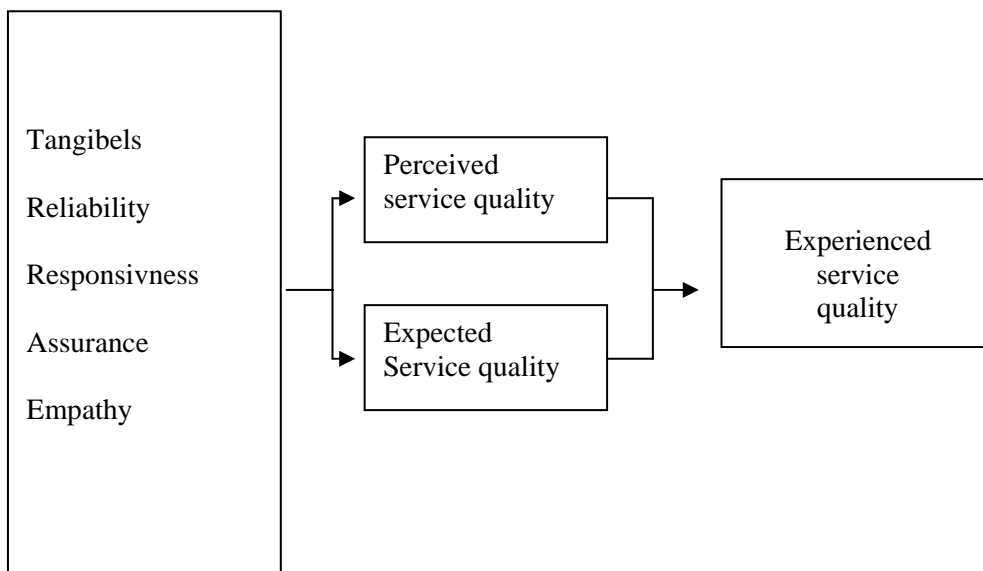 Tangibels
Reliability
Responsivness
Assurance
Empathy
Perceived
service quality
Expected
Service quality
Experienced
service
quality